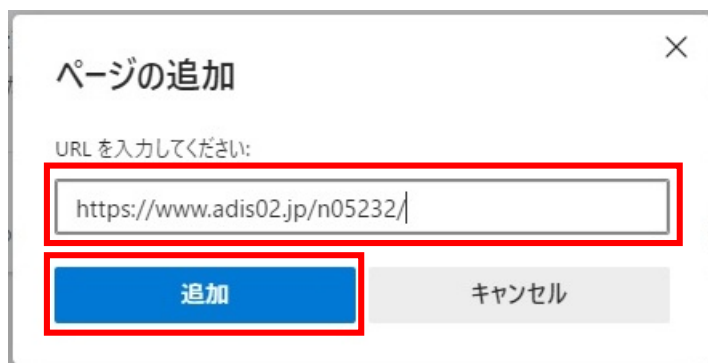 ページの追加
URL を入力してください:
https://www.adis02.jp/n05232/
追加
キャンセル